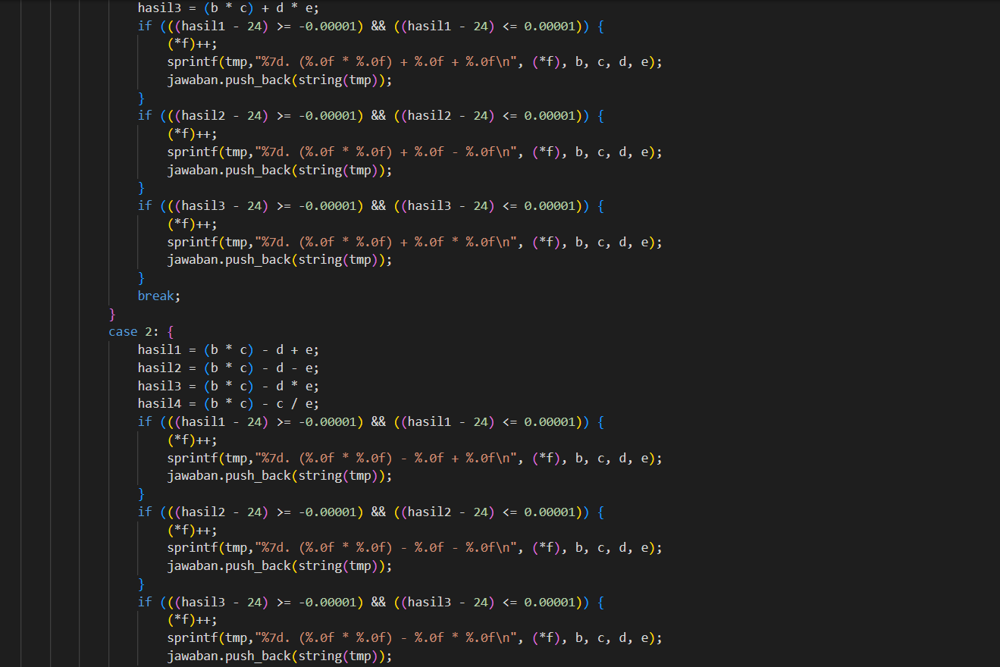 hasil3 = (b * c) + d * e;
if (((hasil1 - 24) >= -0.00001) && ((hasil1 - 24) <= 0.00001)) {
(*f)++;
sprintf(tmp,"%7d. (%.0f * %.0f) + %.0f + %.0f\n", (*f), b, c, d, e);
jawaban.push_back(string(tmp));
}
if (((hasil2 - 24) >= -0.00001) && ((hasil2 - 24) <= 0.00001)) {
(*f)++;
sprintf(tmp,"%7d. (%.0f * %.0f) + %.0f - %.0f\n", (*f), b, c, d, e);
jawaban.push_back(string(tmp));
}
if (((hasil3 - 24) >= -0.00001) && ((hasil3 - 24) <= 0.00001)) {
(*f)++;
sprintf(tmp,"%7d. (%.0f * %.0f) + %.0f * %.0f\n", (*f), b, c, d, e);
jawaban.push_back(string(tmp));
}
break;
}
case 2: {
hasil1 = (b * c) - d + e;
hasil2 = (b * c) - d - e;
hasil3 = (b * c) - d * e;
hasil4 = (b * c) - c / e;
if (((hasil1 - 24) >= -0.00001) && ((hasil1 - 24) <= 0.00001)) {
(*f)++;
sprintf(tmp,"%7d. (%.0f * %.0f) - %.0f + %.0f\n", (*f), b, c, d, e);
jawaban.push_back(string(tmp));
}
if (((hasil2 - 24) >= -0.00001) && ((hasil2 - 24) <= 0.00001)) {
(*f)++;
sprintf(tmp,"%7d. (%.0f * %.0f) - %.0f - %.0f\n", (*f), b, c, d, e);
jawaban.push_back(string(tmp));
}
if (((hasil3 - 24) >= -0.00001) && ((hasil3 - 24) <= 0.00001)) {
(*f)++;
sprintf(tmp,"%7d. (%.0f * %.0f) - %.0f * %.0f\n", (*f), b, c, d, e);
jawaban.push_back(string(tmp));